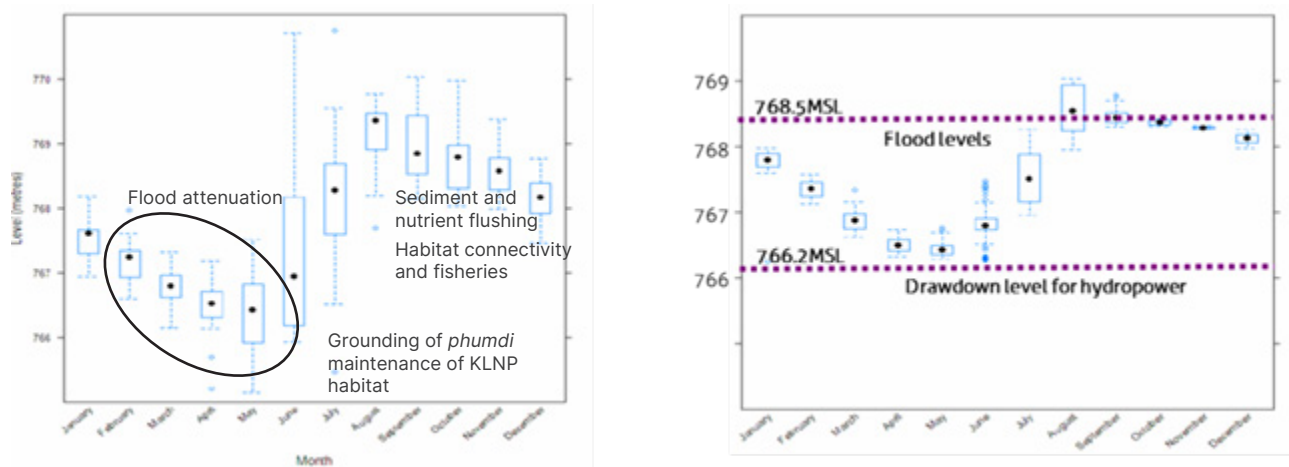 770
769
768
767
766
Level (metres)
Flood attenuation
Sediment and
nutrient flushing
Habitat connectivity
and fisheries
Grounding of phumdi
maintenance of KLNP
habitat
January
February
March
April
May
June
July
August
September
October
November
December
Month
769
768
767
766
768.5MSL
Flood levels
766.2MSL
Drawdown level for hydropower
January
February
March
April
May
June
July
August
September
October
November
December